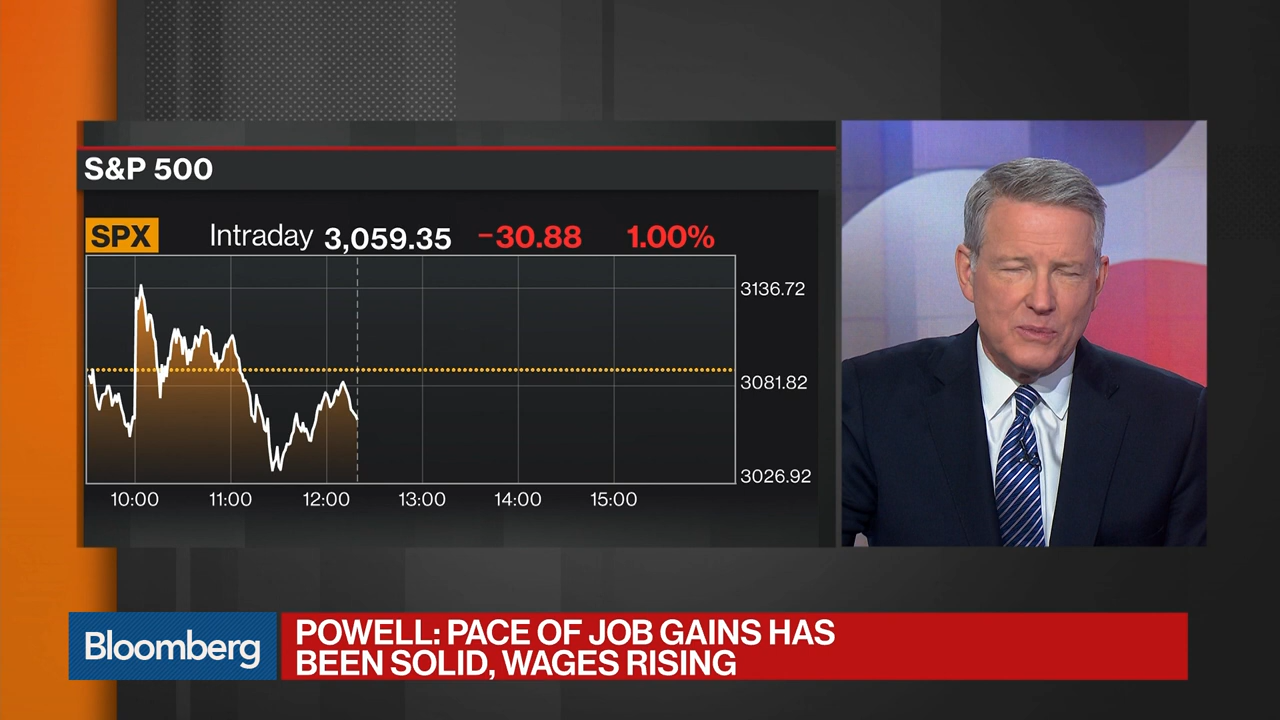 S&P 500
SPX Intraday 3,059.35 −30.88 1.00%
3136.72
3081.82
3026.92
10:00 11:00 12:00 13:00 14:00 15:00
Bloomberg
POWELL: PACE OF JOB GAINS HAS
BEEN SOLID, WAGES RISING